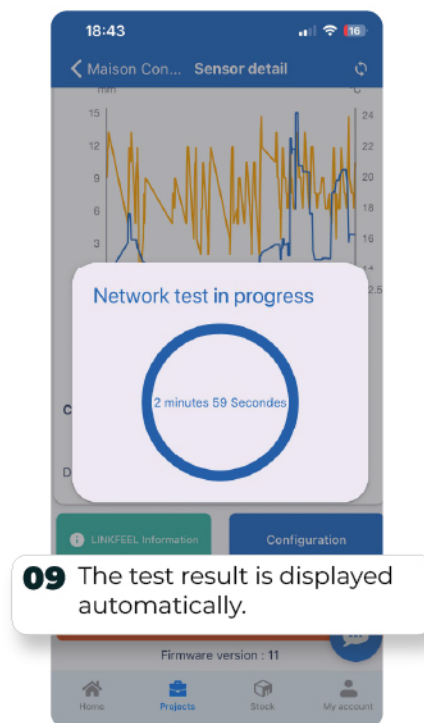 18:43
16
Maison Con... Sensor detail
mm
°C
15
24
12
22
9
20
6
18
3
16
Network test in progress
2.5
2 minutes 59 Secondes
C
D
LINKFEEL Information
Configuration
09 The test result is displayed
automatically.
Firmware version : 11
Home
Projects
Stock
My account